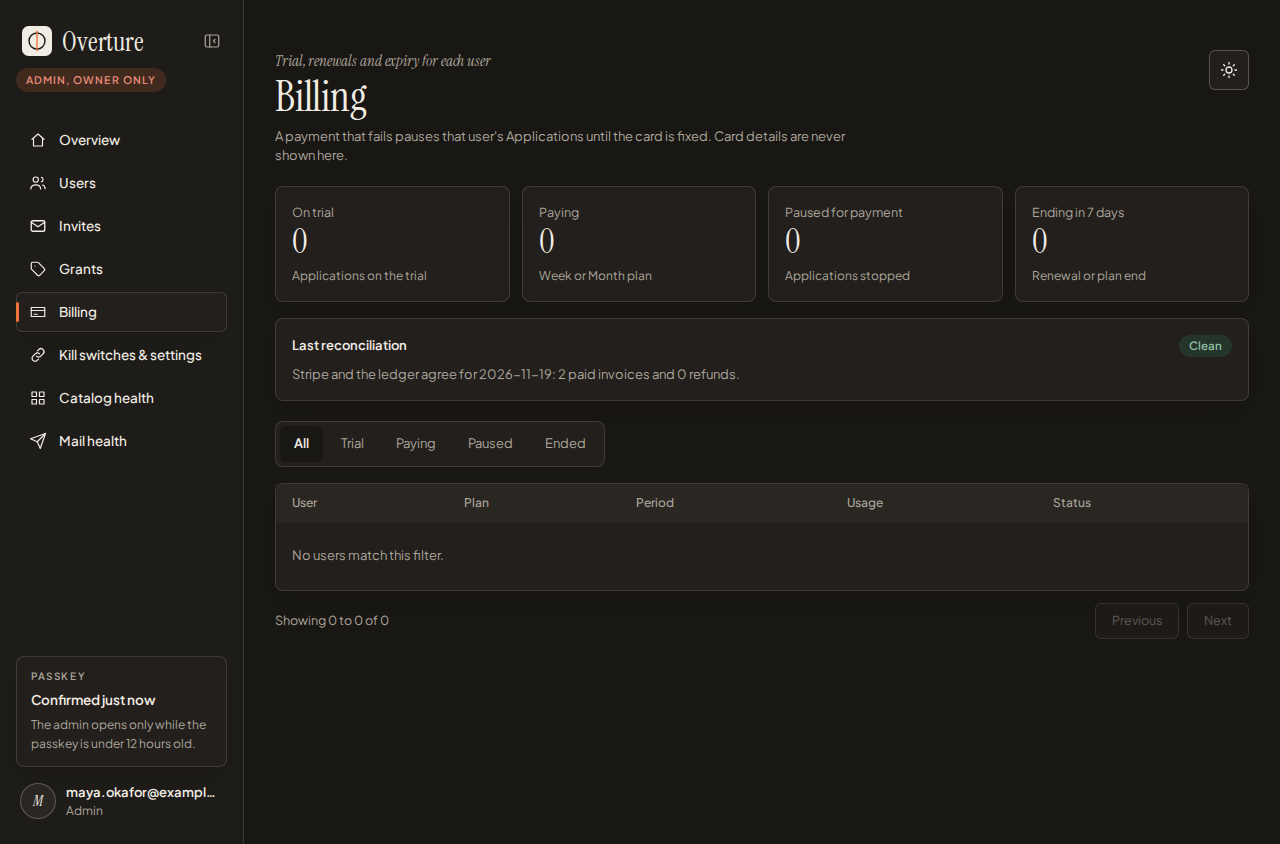 Overture
ADMIN, OWNER ONLY
Overview
Users
Invites
Grants
Billing
Kill switches & settings
Catalog health
Mail health
PASSKEY
Confirmed just now
The admin opens only while the
passkey is under 12 hours old.
M
maya.okafor@exampl…
Admin
Trial, renewals and expiry for each user
Billing
A payment that fails pauses that user's Applications until the card is fixed. Card details are never
shown here.
On trial
0
Applications on the trial
Paying
0
Week or Month plan
Paused for payment
0
Applications stopped
Ending in 7 days
0
Renewal or plan end
Last reconciliation
Clean
Stripe and the ledger agree for 2026-11-19: 2 paid invoices and 0 refunds.
All Trial Paying Paused Ended
User Plan Period Usage Status
No users match this filter.
Showing 0 to 0 of 0
Previous Next